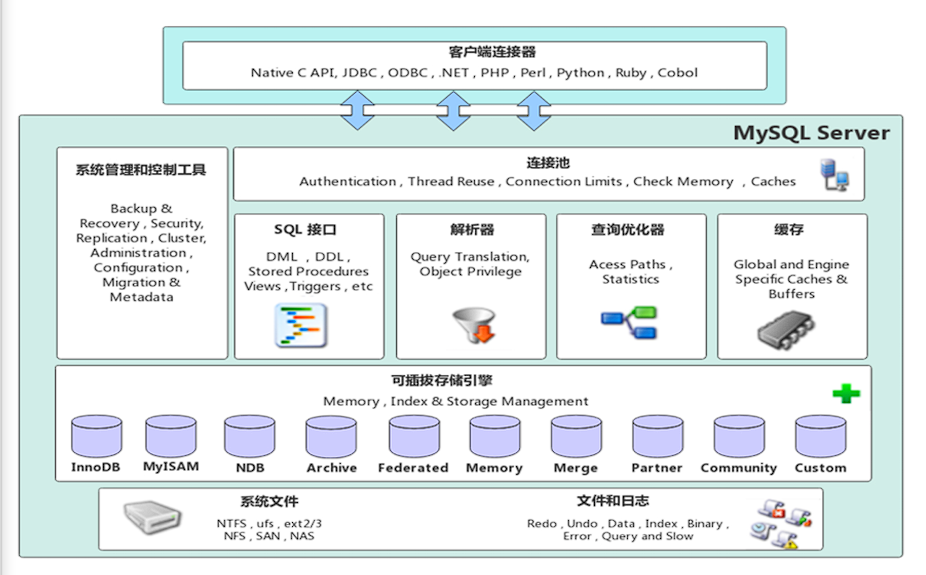 客户端连接器
Native C API, JDBC , ODBC , .NET , PHP , Perl , Python , Ruby , Cobol
MySQL Server
系统管理和控制工具
Backup &
Recovery , Security,
Replication , Cluster,
Administration ,
Configuration ,
Migration &
Metadata
连接池
Authentication , Thread Reuse , Connection Limits , Check Memory , Caches
SQL 接口
DML , DDL ,
Stored Procedures
Views ,Triggers , etc
解析器
Query Translation,
Object Privilege
查询优化器
Acess Paths ,
Statistics
缓存
Global and Engine
Specific Caches &
Buffers
可插拔存储引擎
Memory , Index & Storage Management
InnoDB MyISAM NDB Archive Federated Memory Merge Partner Community Custom
系统文件
NTFS , ufs , ext2/3
NFS , SAN , NAS
文件和日志
Redo , Undo , Data , Index , Binary ,
Error , Query and Slow